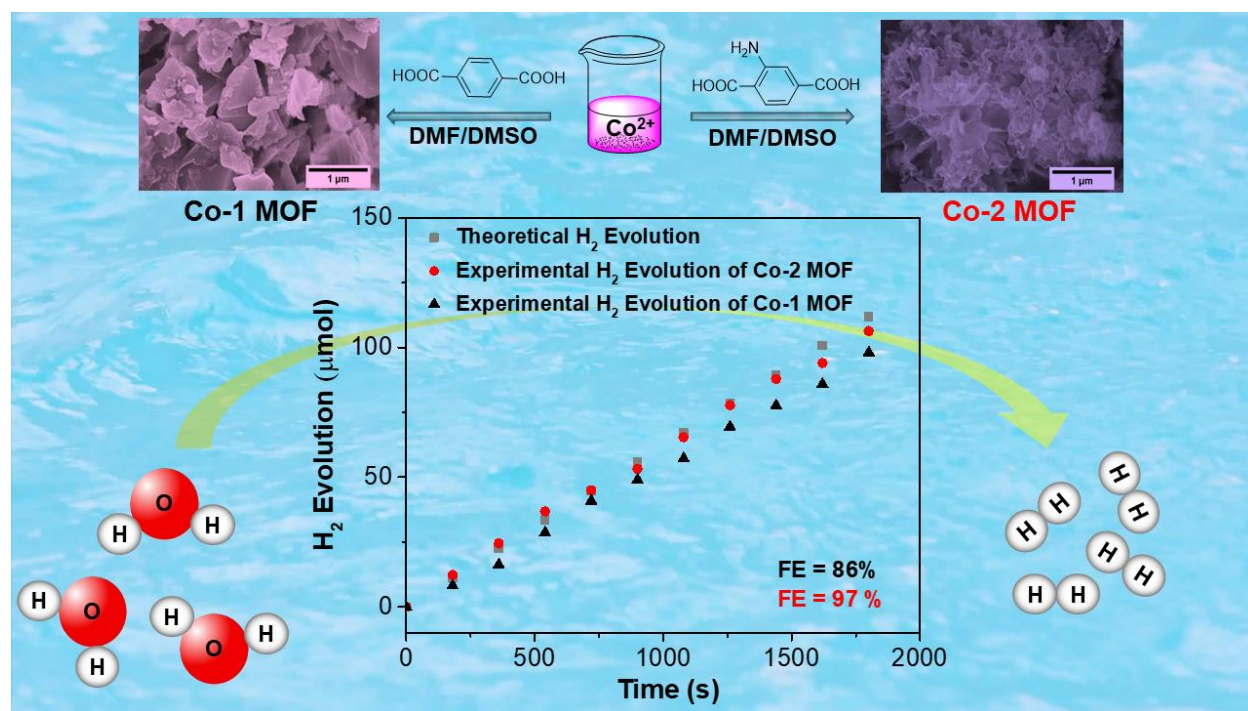 H₂N
HOOC
COOH
HOOC
COOH
DMF/DMSO
Co²⁺
DMF/DMSO
1 µm
1 µm
Co-1 MOF
Co-2 MOF
150
100
50
0
H₂ Evolution (µmol)
Theoretical H₂ Evolution
Experimental H₂ Evolution of Co-2 MOF
Experimental H₂ Evolution of Co-1 MOF
FE = 86%
FE = 97 %
0
500
1000
1500
2000
Time (s)
O
H
H
H
O
H
H
O
H
H
H
H
H
H
H
H
H